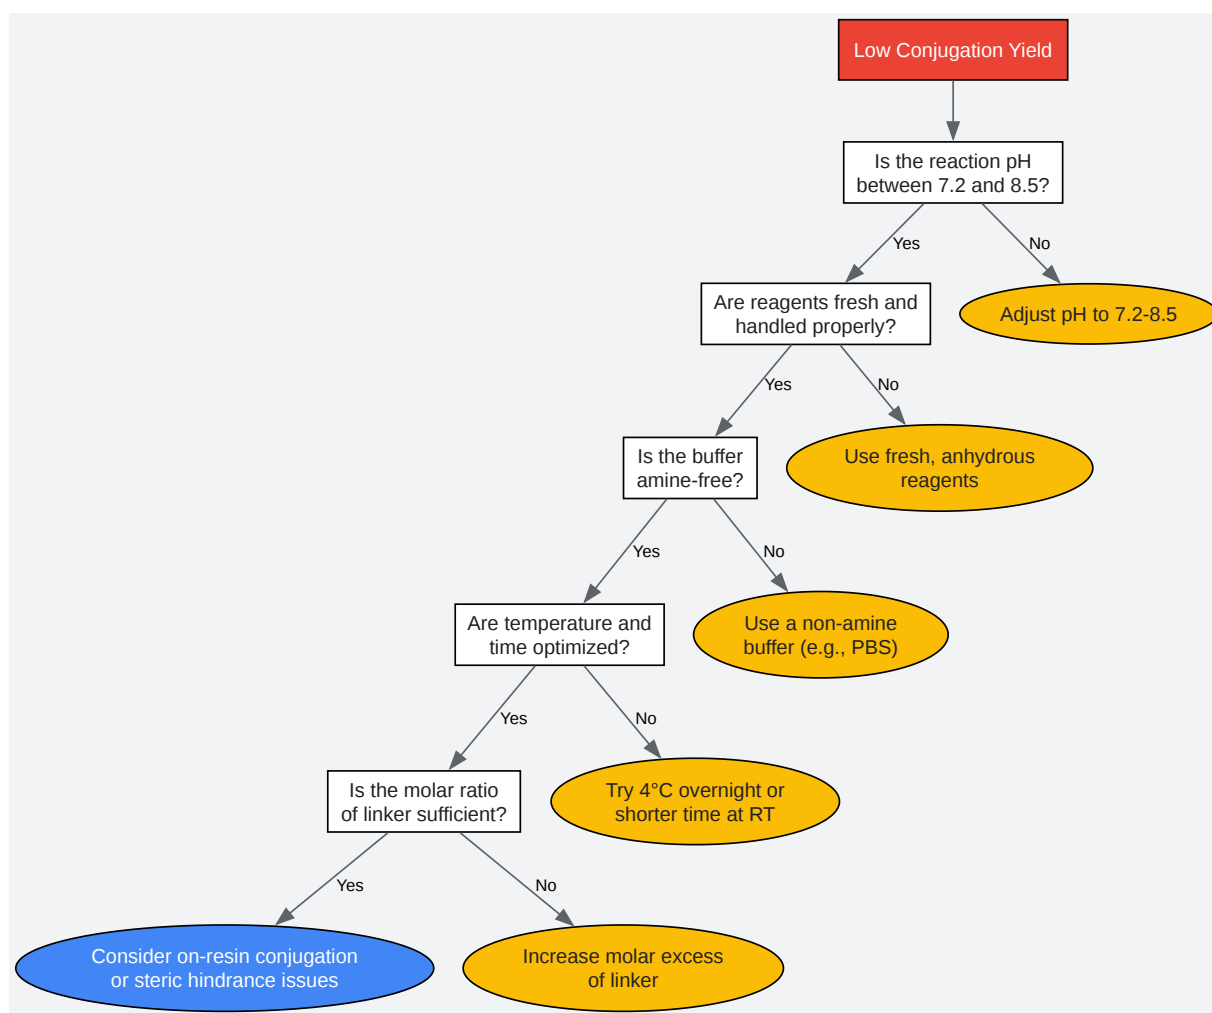 Low Conjugation Yield
Is the reaction pH
between 7.2 and 8.5?
Yes
No
Are reagents fresh and
handled properly?
Adjust pH to 7.2-8.5
Yes
No
Is the buffer
amine-free?
Use fresh, anhydrous
reagents
Yes
No
Are temperature and
time optimized?
Use a non-amine
buffer (e.g., PBS)
Yes
No
Is the molar ratio
of linker sufficient?
Try 4°C overnight or
shorter time at RT
Yes
No
Consider on-resin conjugation
or steric hindrance issues
Increase molar excess
of linker